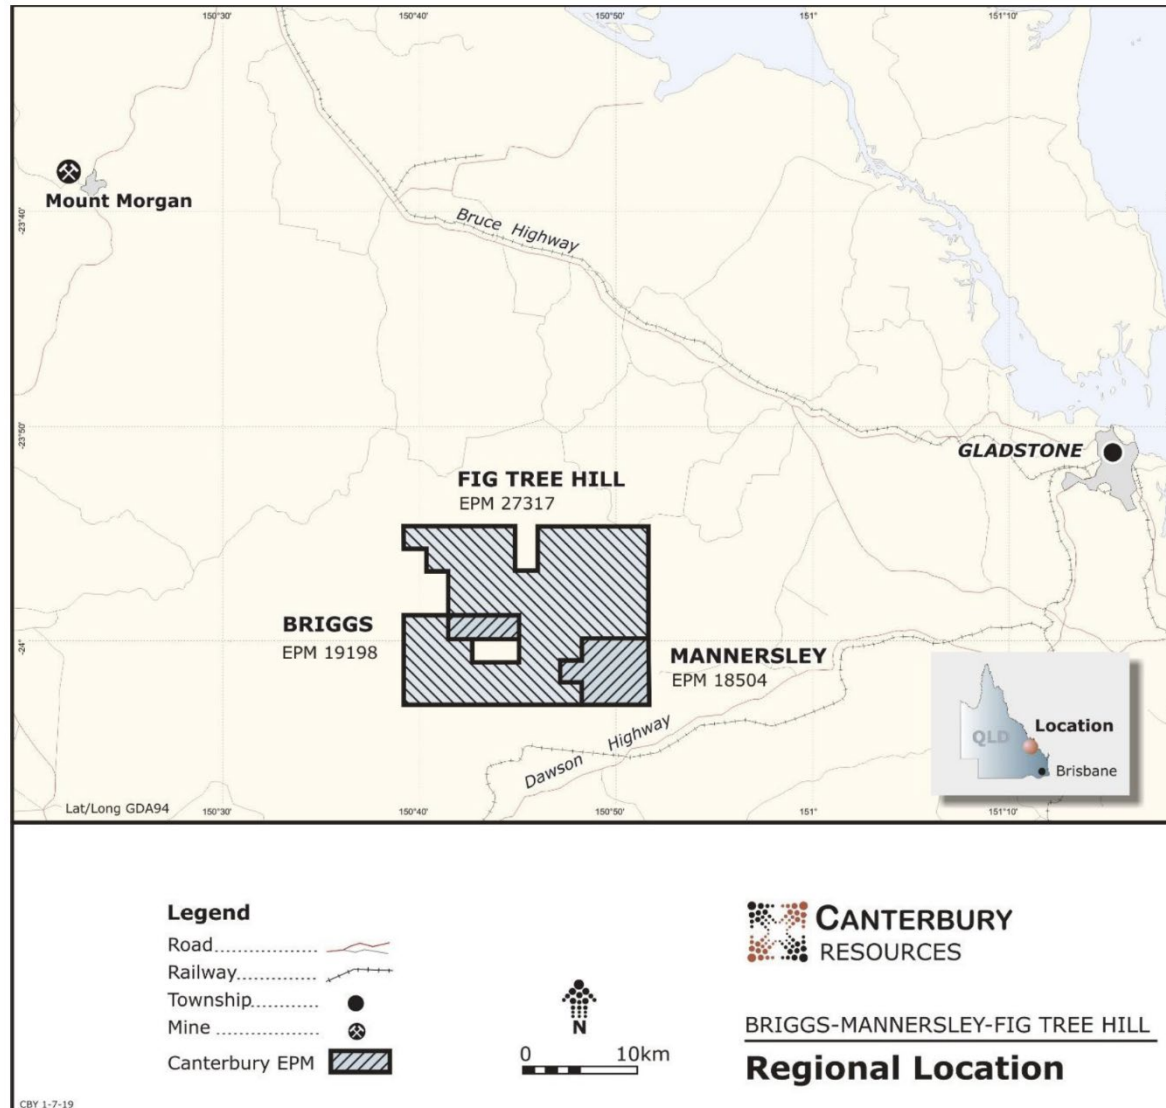 150°30'
150°40'
150°50'
151°
151°10'
Mount Morgan
-23°40'
Bruce Highway
-23°50'
GLADSTONE
FIG TREE HILL
EPM 27317
BRIGGS
EPM 19198
-24°
MANNERSLEY
EPM 18504
QLD
Location
Brisbane
Dawson Highway
Lat/Long GDA94
150°30'
150°40'
150°50'
151°
151°10'
Legend
Road
Railway
Township
Mine
Canterbury EPM
N
0 10km
CANTERBURY
RESOURCES
BRIGGS-MANNERSLEY-FIG TREE HILL
Regional Location
CBY 1-7-19